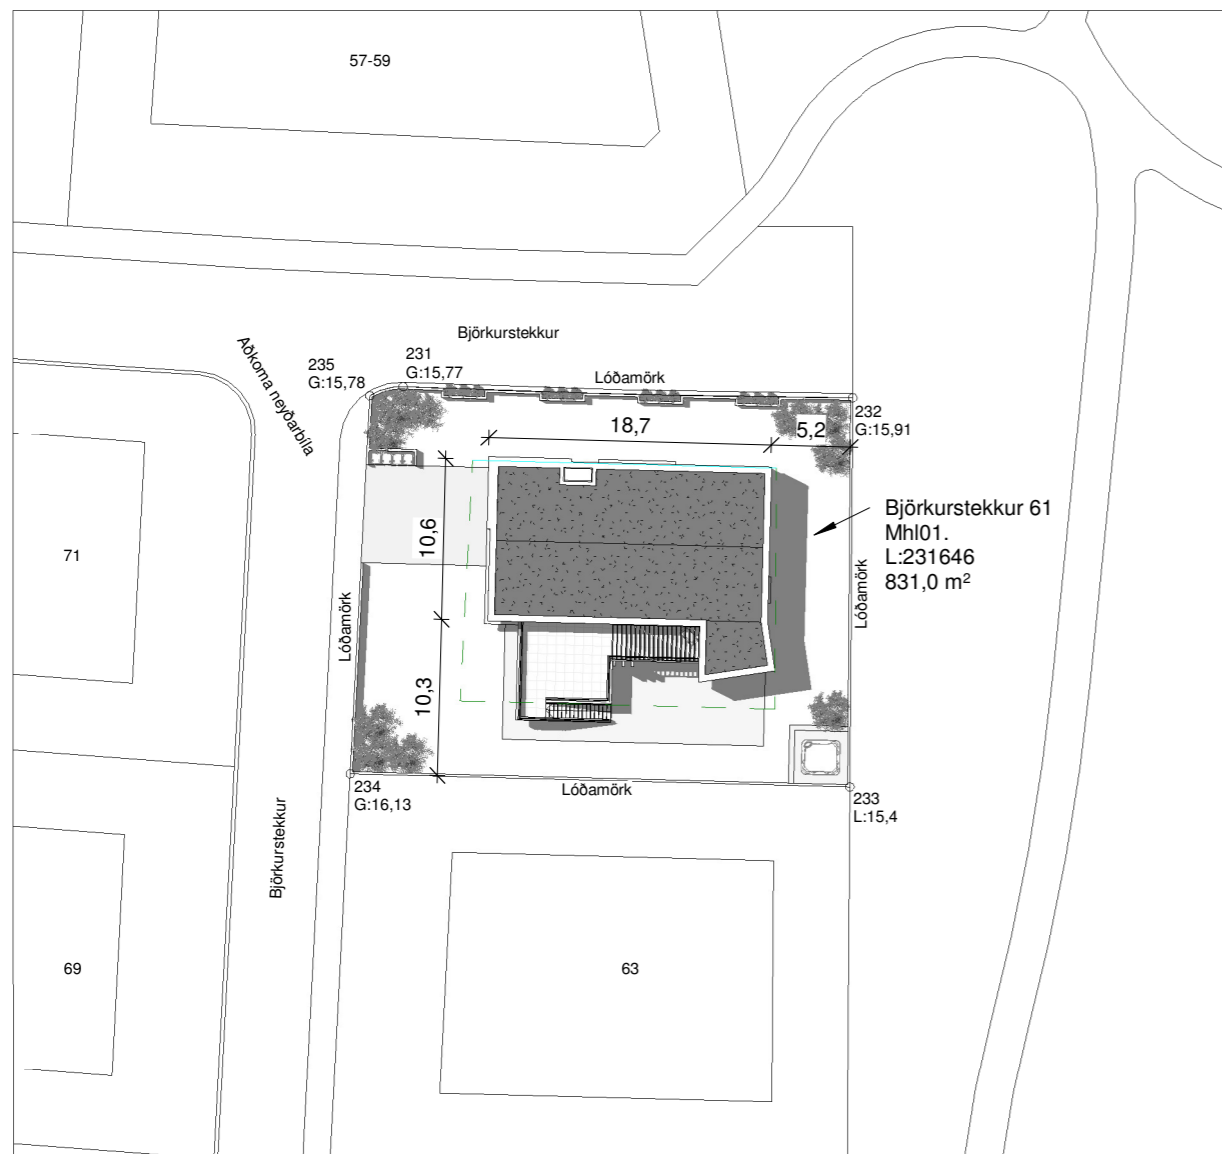 57-59
Björkurstekkur
Aðkoma neyðarbíla
235
G:15,78
231
G:15,77
Lóðamörk
232
G:15,91
18,7
5,2
Björkurstekkur 61
Mhl01.
L:231646
831,0 m²
10,6
71
Lóðamörk
Lóðamörk
10,3
234
G:16,13
Lóðamörk
233
L:15,4
Björkurstekkur
69
63